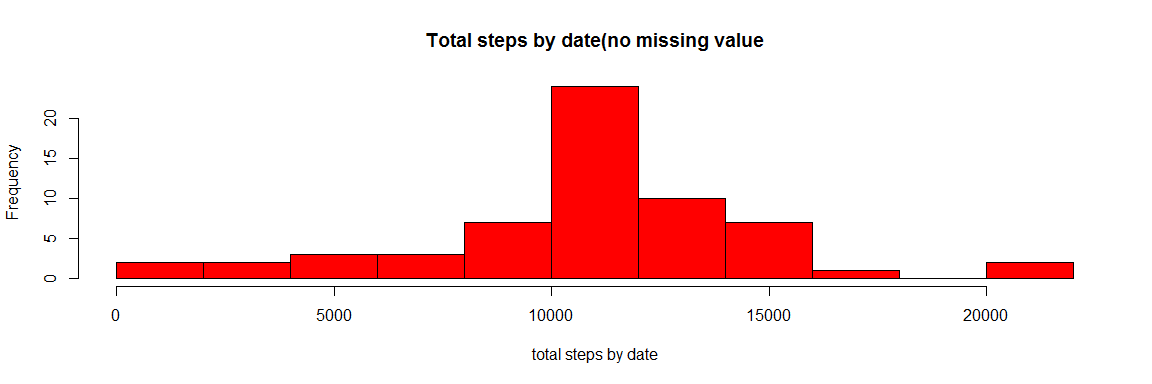 Total steps by date(no missing value
Frequency
20
15
10
5
0
0 5000 10000 15000 20000
total steps by date